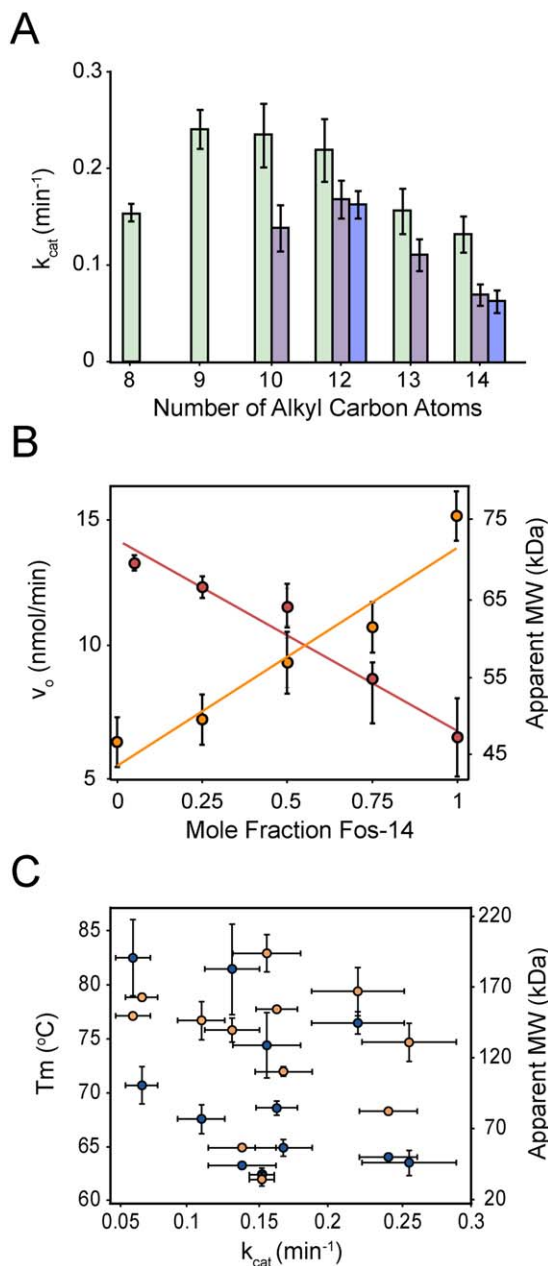 A
0.3
0.2
0.1
0
k_cat (min⁻¹)
8 9 10 12 13 14
Number of Alkyl Carbon Atoms
B
15
10
5
v_o (nmol/min)
75
65
55
45
Apparent MW (kDa)
0 0.25 0.5 0.75 1
Mole Fraction Fos-14
C
85
80
75
70
65
60
Tm (°C)
220
170
120
70
20
Apparent MW (kDa)
0.05 0.1 0.15 0.2 0.25 0.3
k_cat (min⁻¹)